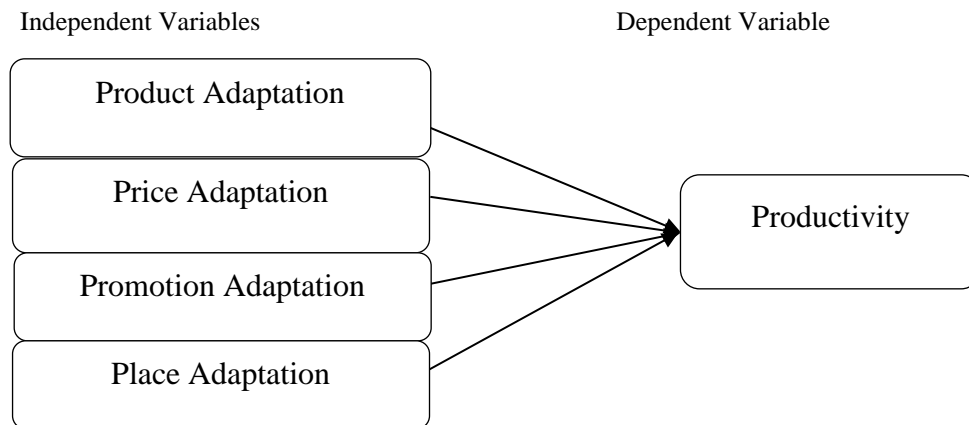 Independent Variables
Dependent Variable
Product Adaptation
Price Adaptation
Promotion Adaptation
Place Adaptation
Productivity